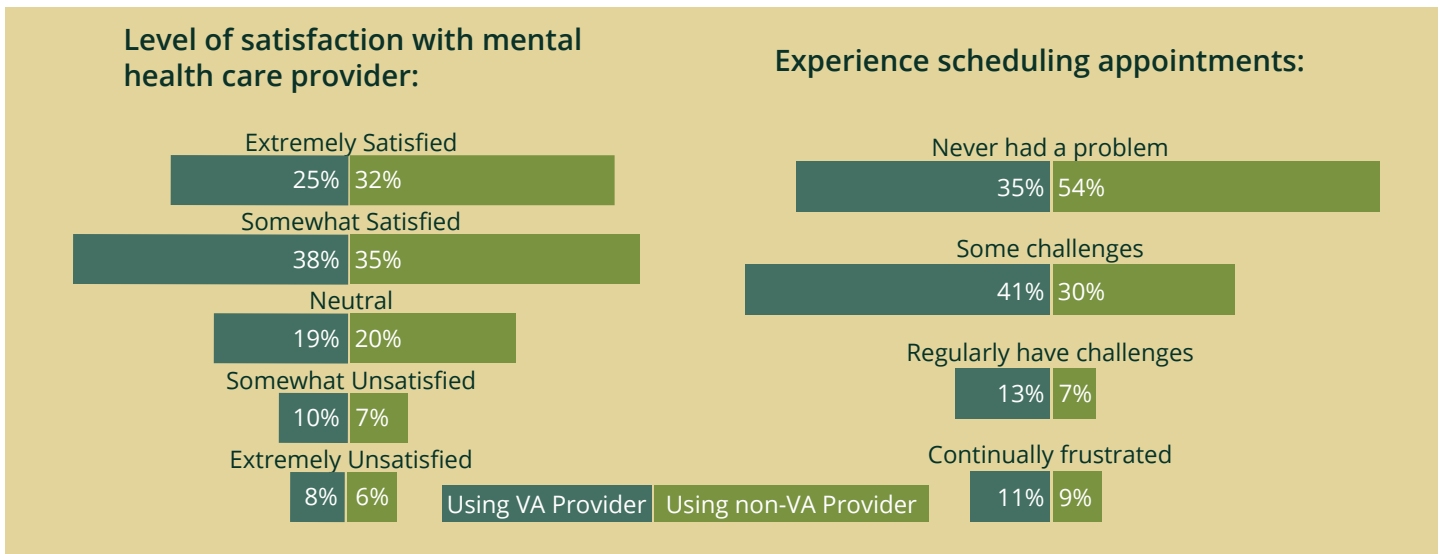 Level of satisfaction with mental
health care provider:
Extremely Satisfied
25% 32%
Somewhat Satisfied
38% 35%
Neutral
19% 20%
Somewhat Unsatisfied
10% 7%
Extremely Unsatisfied
8% 6%
Experience scheduling appointments:
Never had a problem
35% 54%
Some challenges
41% 30%
Regularly have challenges
13% 7%
Continually frustrated
11% 9%
Using VA Provider Using non-VA Provider